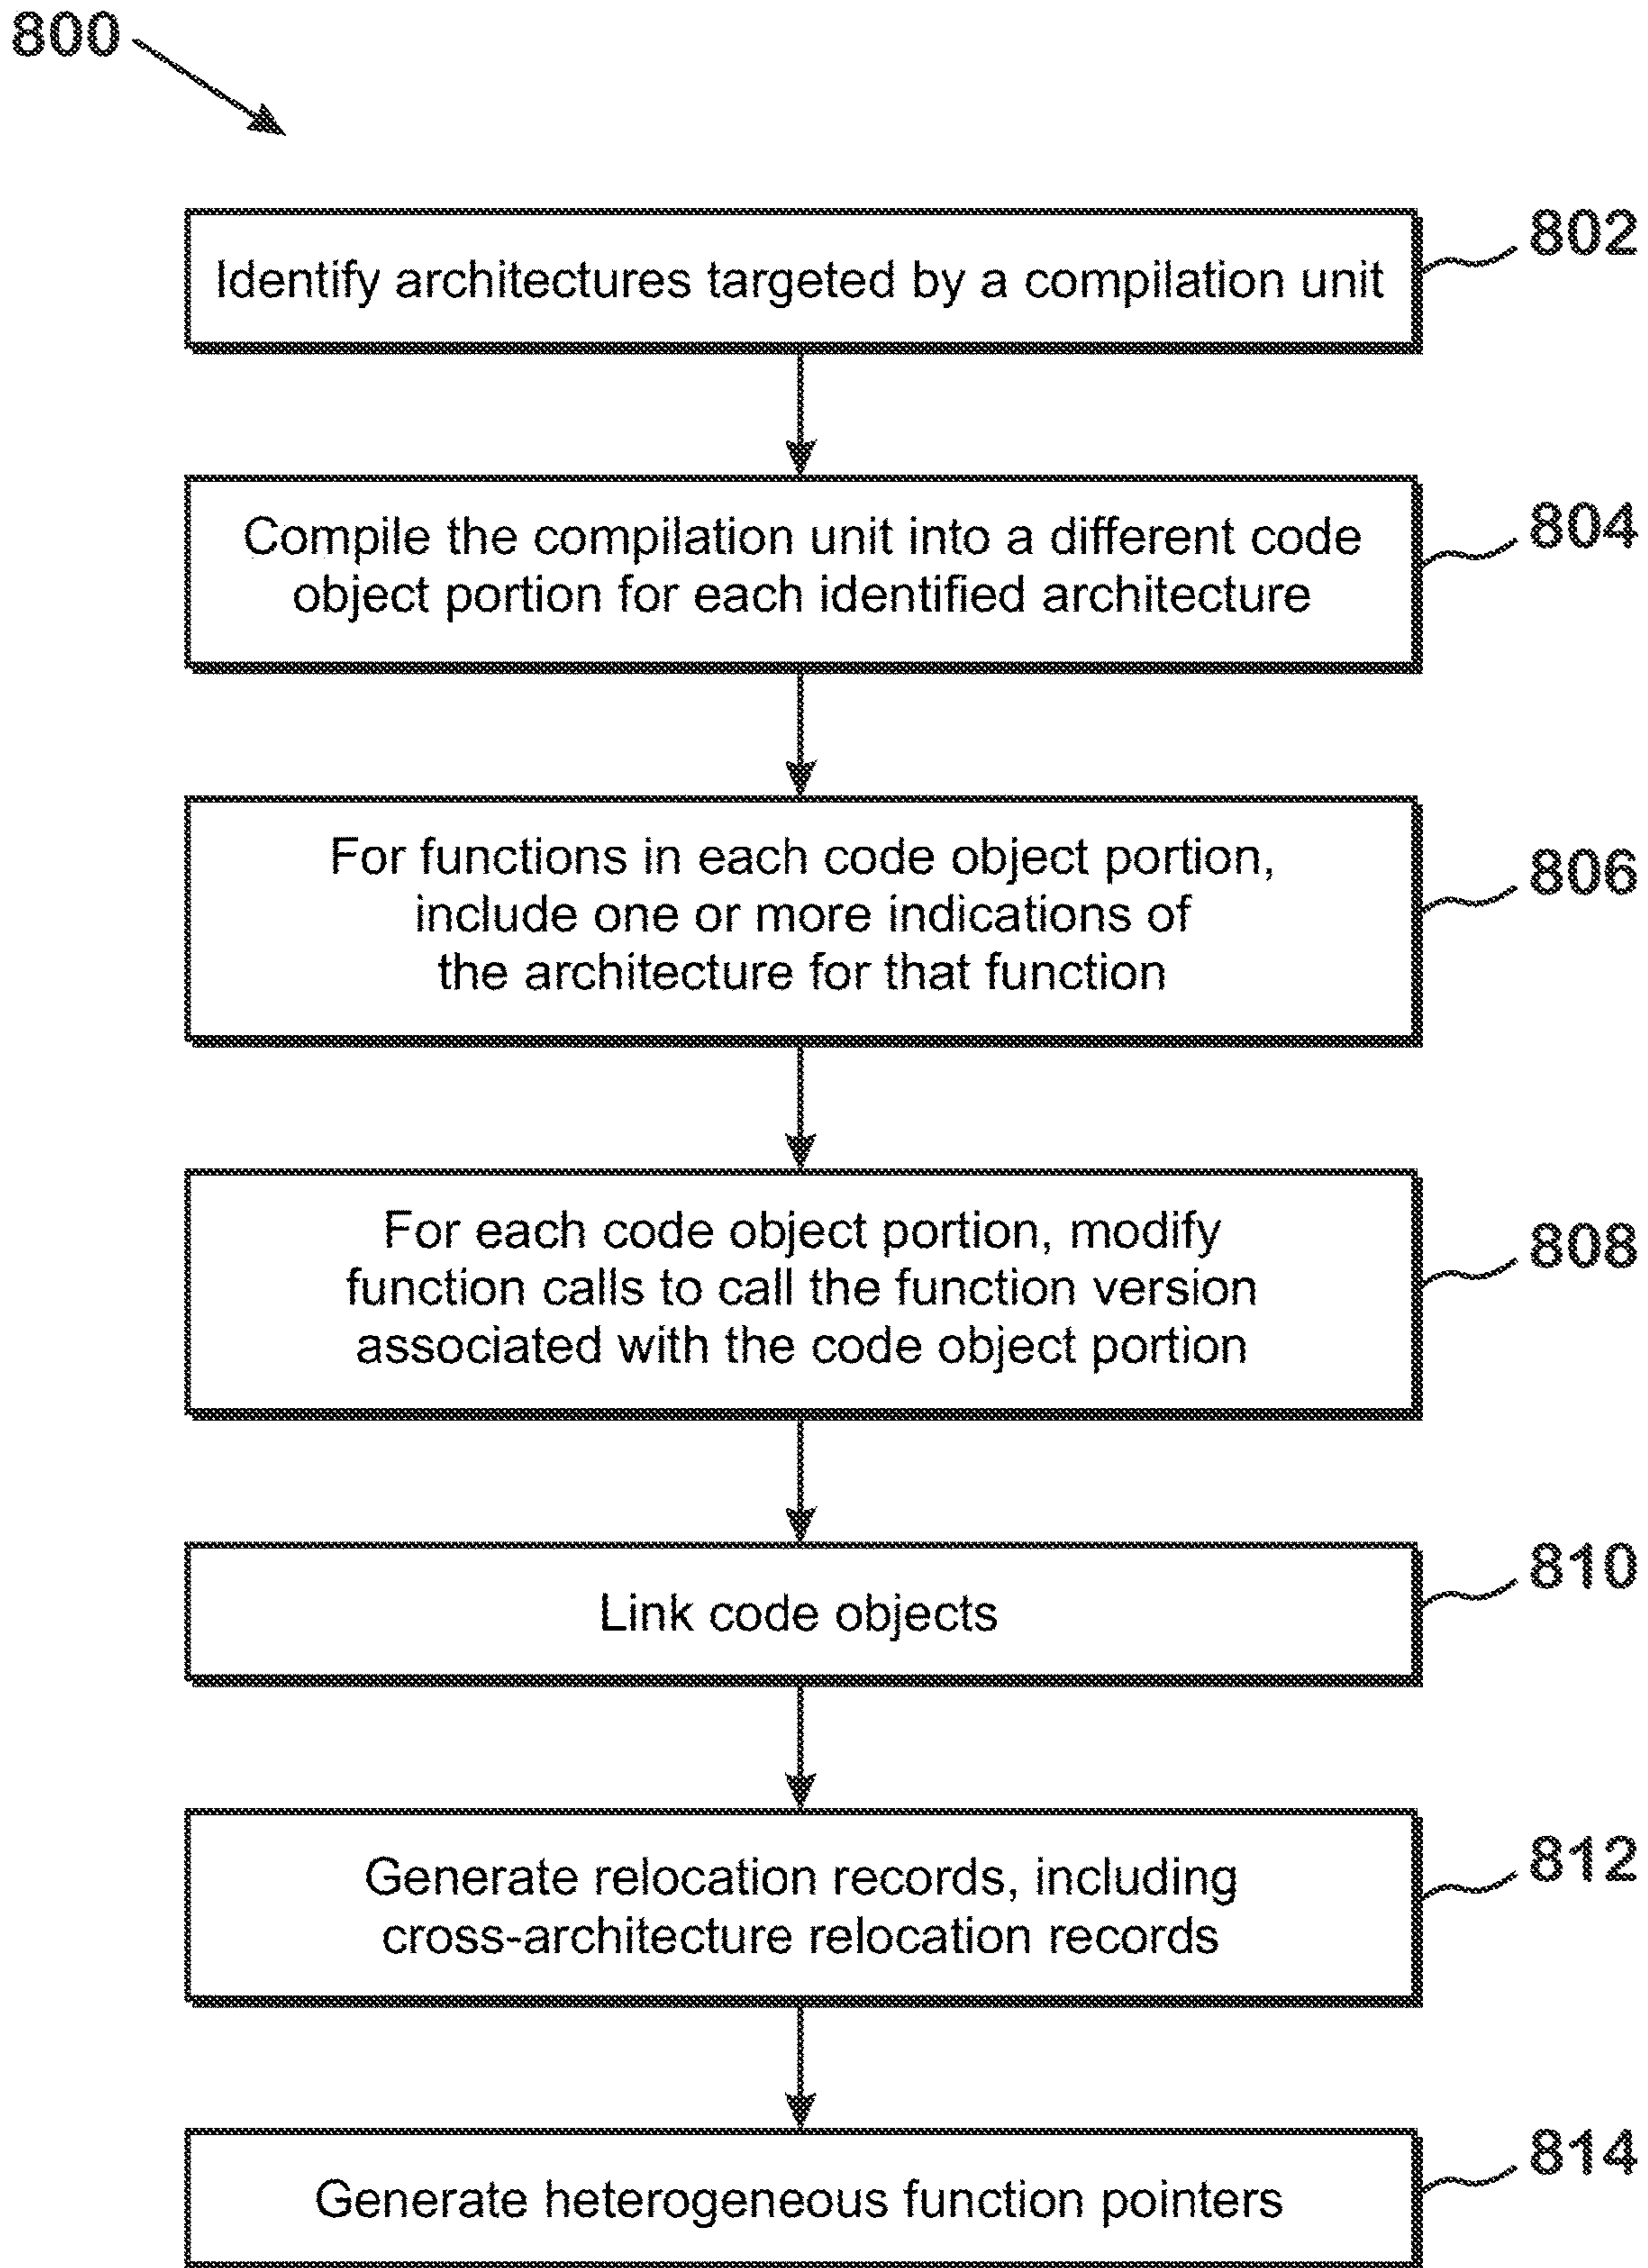 800
Identify architectures targeted by a compilation unit
802
Compile the compilation unit into a different code
object portion for each identified architecture
804
For functions in each code object portion,
include one or more indications of
the architecture for that function
806
For each code object portion, modify
function calls to call the function version
associated with the code object portion
808
Link code objects
810
Generate relocation records, including
cross-architecture relocation records
812
Generate heterogeneous function pointers
814